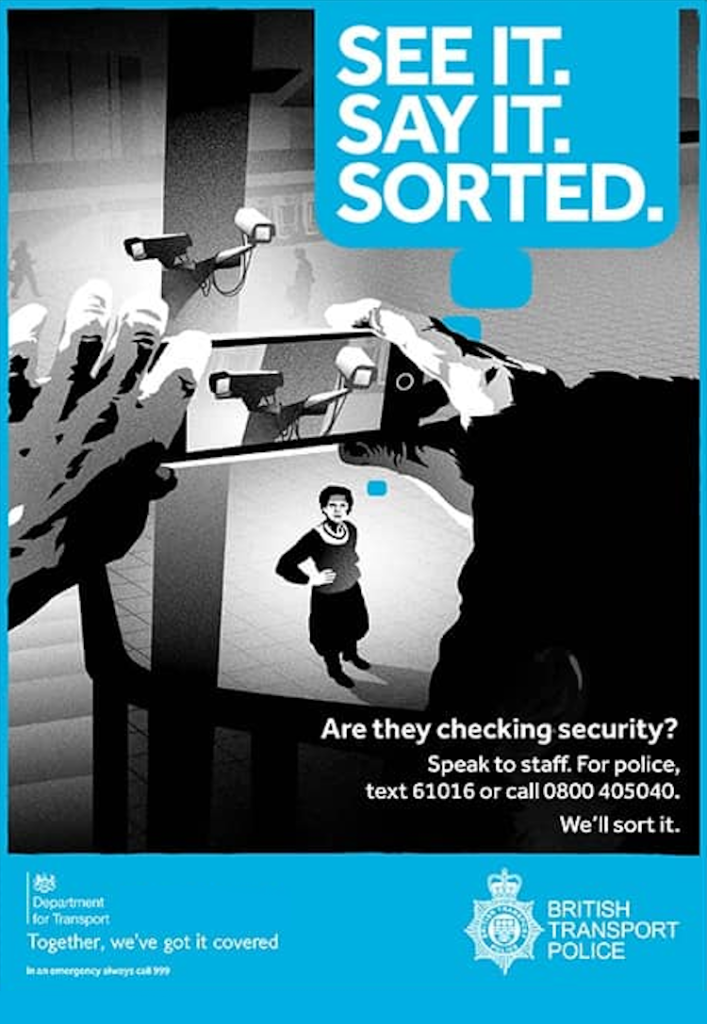 SEE IT.
SAY IT.
SORTED.
Are they checking security?
Speak to staff. For police,
text 61016 or call 0800 405040.
We'll sort it.
Department
for Transport
Together, we've got it covered
In an emergency always call 999
BRITISH
TRANSPORT
POLICE